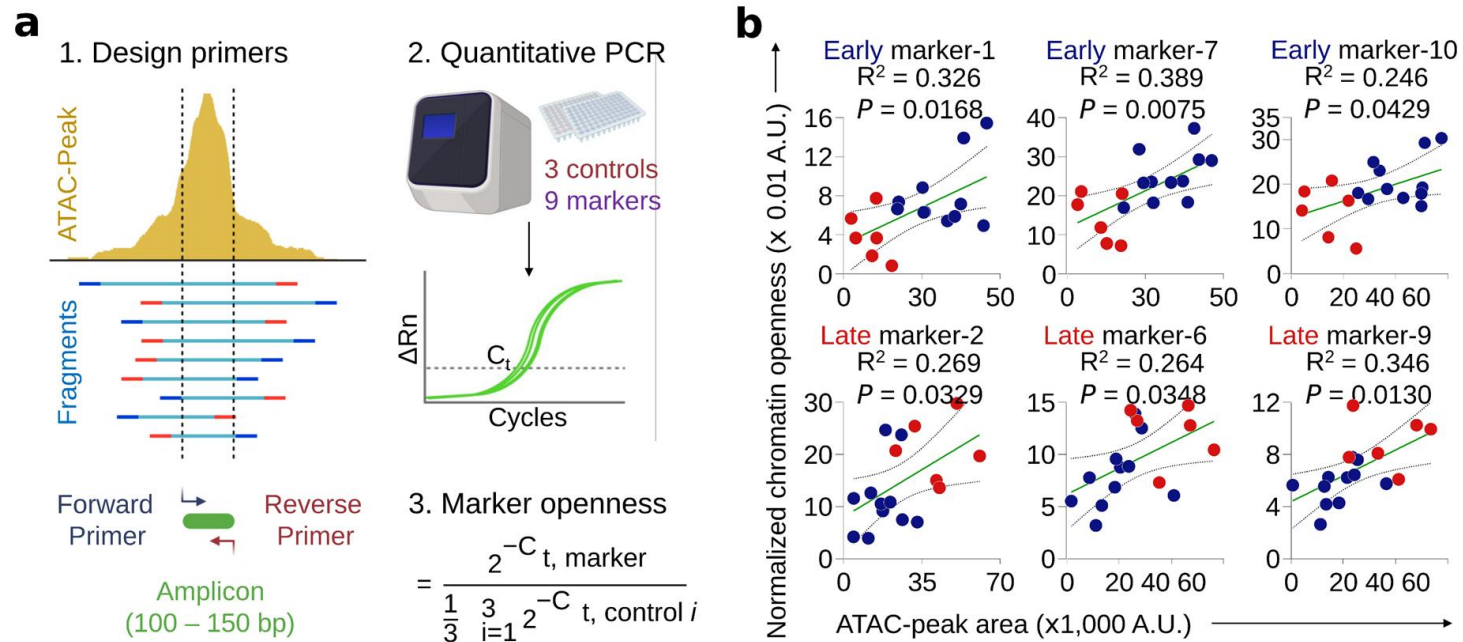 a
1. Design primers
ATAC-Peak
Fragments
Forward
Primer
Reverse
Primer
Amplicon
(100 – 150 bp)
2. Quantitative PCR
3 controls
9 markers
ΔRn
Ct
Cycles
3. Marker openness
2^−C t, marker
=
1
3
3
i=1
2^−C t, control i
b
Normalized chromatin openness (x 0.01 A.U.)
Early marker-1
R² = 0.326
P = 0.0168
16
12
8
4
0
0 30 50
Early marker-7
R² = 0.389
P = 0.0075
40
30
20
10
0
0 30 50
Early marker-10
R² = 0.246
P = 0.0429
35
30
20
10
0
0 20 40 60
Late marker-2
R² = 0.269
P = 0.0329
30
20
10
0
0 35 70
Late marker-6
R² = 0.264
P = 0.0348
15
10
5
0
0 20 40 60
Late marker-9
R² = 0.346
P = 0.0130
12
8
4
0
0 20 40 60
ATAC-peak area (x1,000 A.U.)